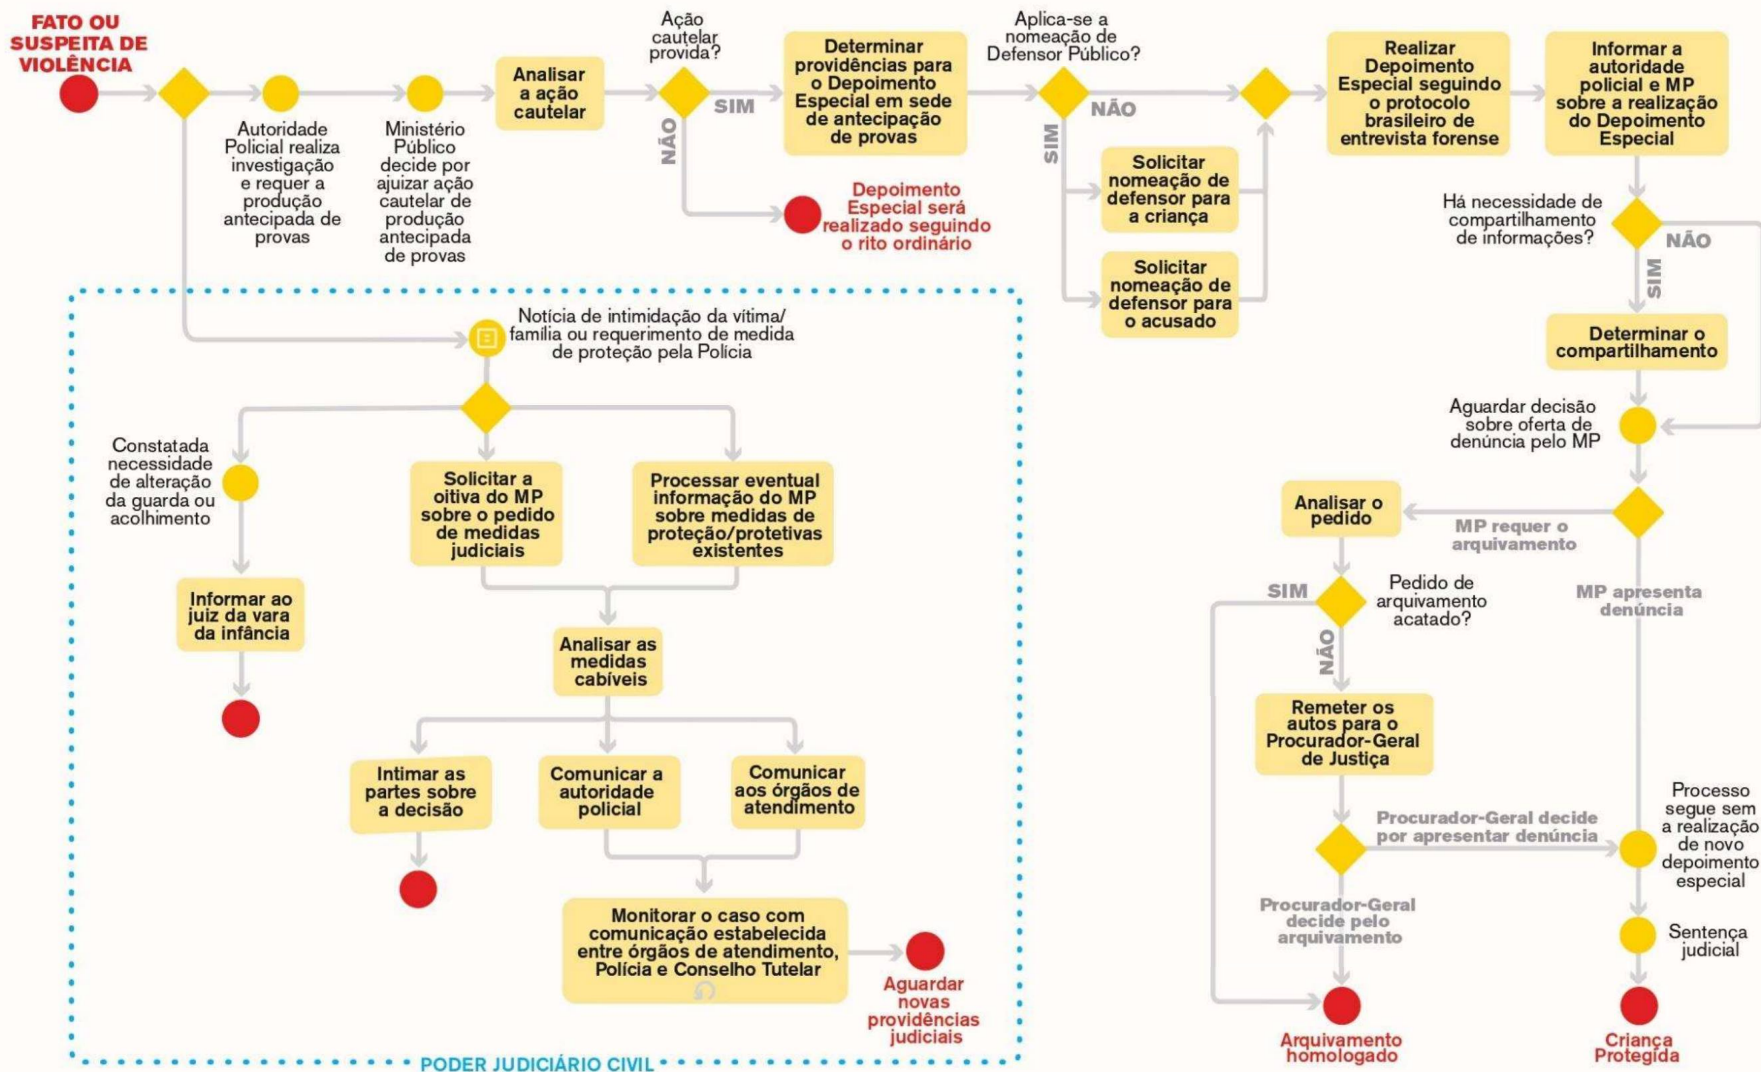 FATO OU
SUSPEITA DE
VIOLÊNCIA
Autoridade
Policial realiza
investigação
e requer a
produção
antecipada de
provas
Ministério
Público
decide por
ajuizar ação
cautelar de
produção
antecipada
de provas
Analisar
a ação
cautelar
Ação
cautelar
provida?
SIM
NÃO
Depoimento
Especial será
realizado seguindo
o rito ordinário
Determinar
providências para
o Depoimento
Especial em sede
de antecipação
de provas
Aplica-se a
nomeação de
Defensor Público?
NÃO
SIM
Solicitar
nomeação de
defensor para
a criança
Solicitar
nomeação de
defensor para
o acusado
Realizar
Depoimento
Especial seguindo
o protocolo
brasileiro de
entrevista forense
Informar a
autoridade
policial e MP
sobre a realização
do Depoimento
Especial
Há necessidade de
compartilhamento
de informações?
NÃO
SIM
Determinar o
compartilhamento
Aguardar decisão
sobre oferta de
denúncia pelo MP
MP requer o
arquivamento
MP apresenta
denúncia
Analisar o
pedido
Pedido de
arquivamento
acatado?
SIM
NÃO
Remeter os
autos para o
Procurador-Geral
de Justiça
Procurador-Geral decide
por apresentar denúncia
Procurador-Geral
decide pelo
arquivamento
Processo
segue sem
a realização
de novo
depoimento
especial
Sentença
judicial
Arquivamento
homologado
Criança
Protegida
Notícia de intimidação da vítima/
família ou requerimento de medida
de proteção pela Polícia
Constatada
necessidade
de alteração
da guarda ou
acolhimento
Informar ao
juiz da vara
da infância
Solicitar a
oitiva do MP
sobre o pedido
de medidas
judiciais
Processar eventual
informação do MP
sobre medidas de
proteção/protetivas
existentes
Analisar as
medidas
cabíveis
Intimar as
partes sobre
a decisão
Comunicar a
autoridade
policial
Comunicar
aos órgãos de
atendimento
Monitorar o caso com
comunicação estabelecida
entre órgãos de atendimento,
Polícia e Conselho Tutelar
Aguardar
novas
providências
judiciais
PODER JUDICIÁRIO CIVIL